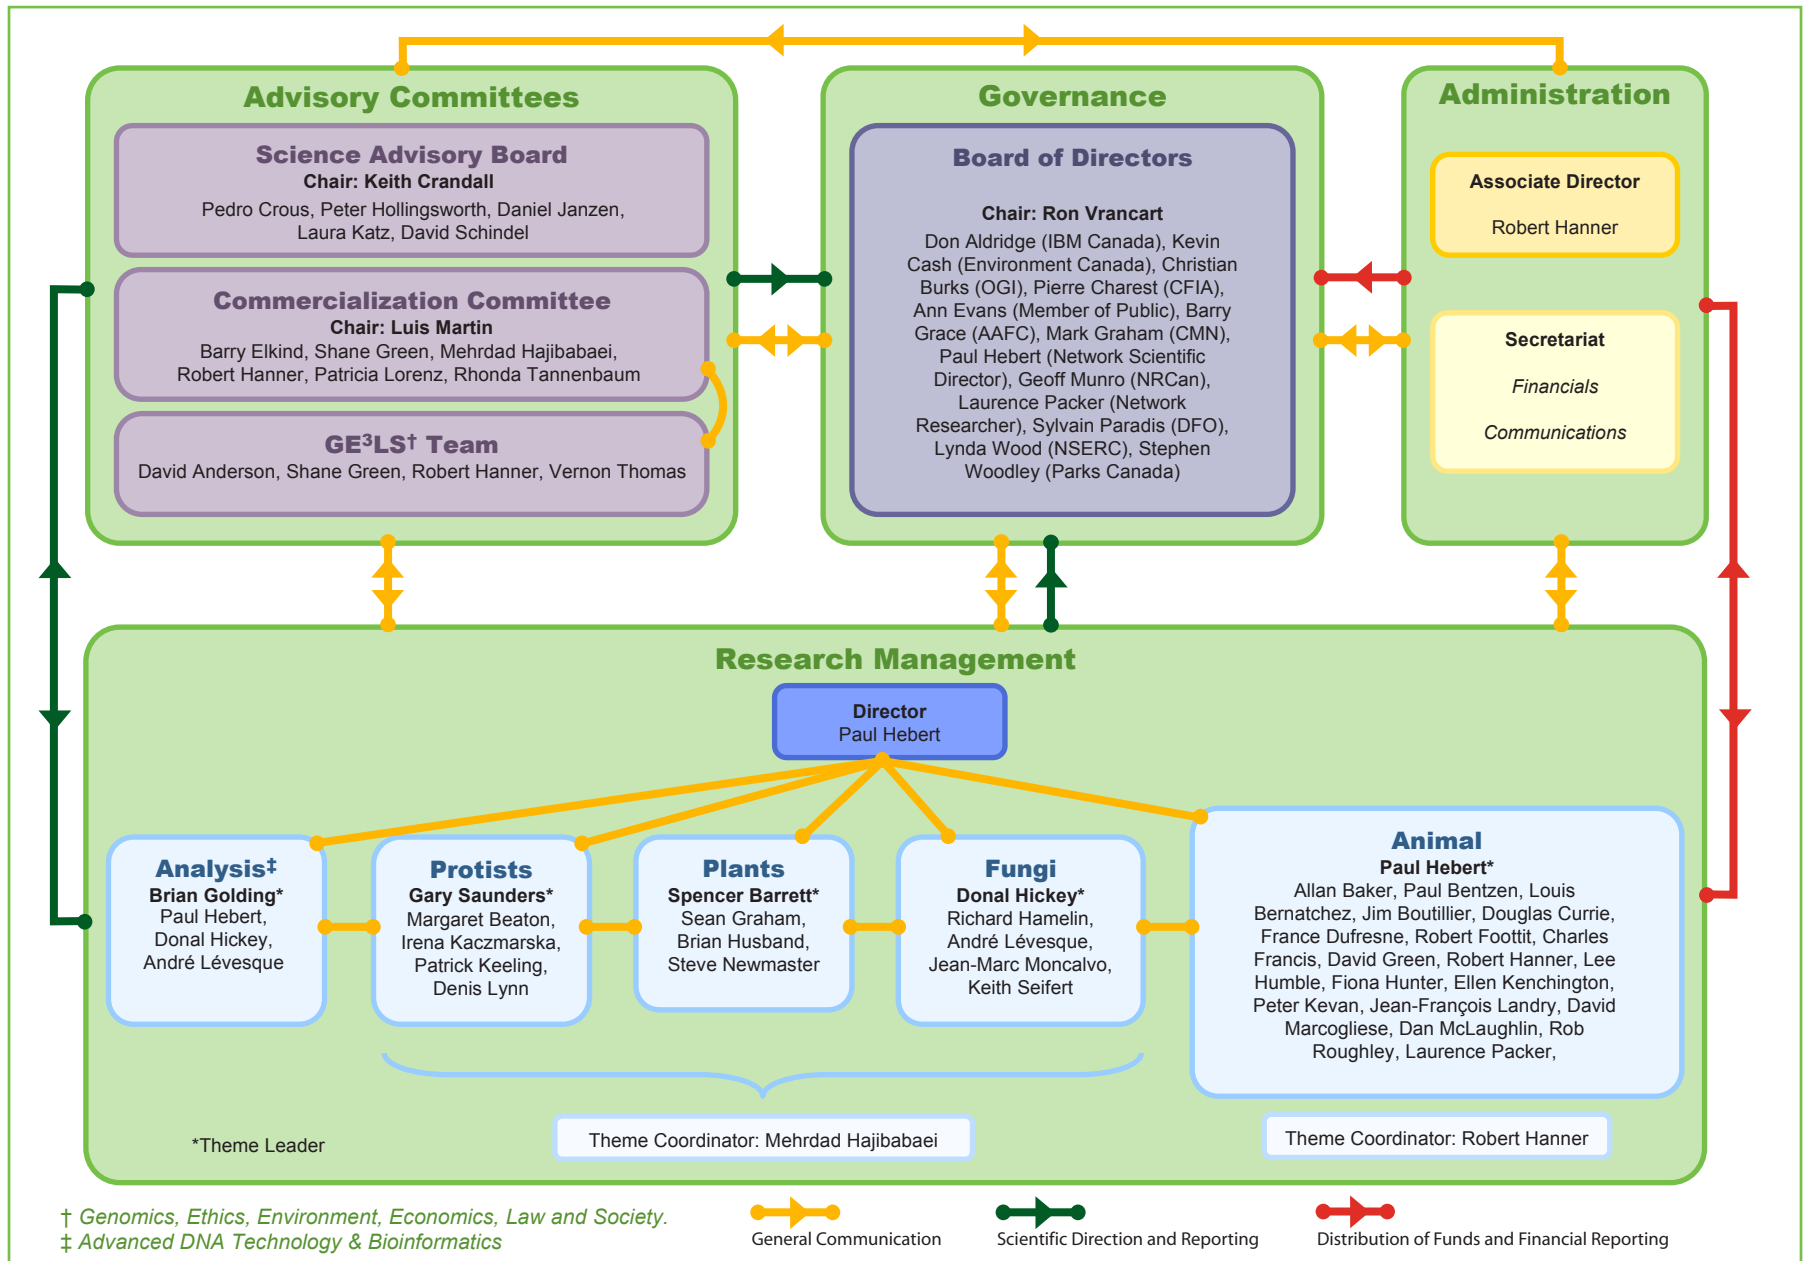 Advisory Committees
Science Advisory Board
Chair: Keith Crandall
Pedro Crous, Peter Hollingsworth, Daniel Janzen,
Laura Katz, David Schindel
Commercialization Committee
Chair: Luis Martin
Barry Elkind, Shane Green, Mehrdad Hajibabaei,
Robert Hanner, Patricia Lorenz, Rhonda Tannenbaum
GE³LS† Team
David Anderson, Shane Green, Robert Hanner, Vernon Thomas
Governance
Board of Directors
Chair: Ron Vrancart
Don Aldridge (IBM Canada), Kevin
Cash (Environment Canada), Christian
Burks (OGI), Pierre Charest (CFIA),
Ann Evans (Member of Public), Barry
Grace (AAFC), Mark Graham (CMN),
Paul Hebert (Network Scientific
Director), Geoff Munro (NRCan),
Laurence Packer (Network
Researcher), Sylvain Paradis (DFO),
Lynda Wood (NSERC), Stephen
Woodley (Parks Canada)
Administration
Associate Director
Robert Hanner
Secretariat
Financials
Communications
Research Management
Director
Paul Hebert
Analysis‡
Brian Golding*
Paul Hebert,
Donal Hickey,
André Lévesque
Protists
Gary Saunders*
Margaret Beaton,
Irena Kaczmarska,
Patrick Keeling,
Denis Lynn
Plants
Spencer Barrett*
Sean Graham,
Brian Husband,
Steve Newmaster
Fungi
Donal Hickey*
Richard Hamelin,
André Lévesque,
Jean-Marc Moncalvo,
Keith Seifert
Animal
Paul Hebert*
Allan Baker, Paul Bentzen, Louis
Bernatchez, Jim Boutillier, Douglas Currie,
France Dufresne, Robert Foottit, Charles
Francis, David Green, Robert Hanner, Lee
Humble, Fiona Hunter, Ellen Kenchington,
Peter Kevan, Jean-François Landry, David
Marcogliese, Dan McLaughlin, Rob
Roughley, Laurence Packer,
*Theme Leader
Theme Coordinator: Mehrdad Hajibabaei
Theme Coordinator: Robert Hanner
† Genomics, Ethics, Environment, Economics, Law and Society.
‡ Advanced DNA Technology & Bioinformatics
General Communication
Scientific Direction and Reporting
Distribution of Funds and Financial Reporting